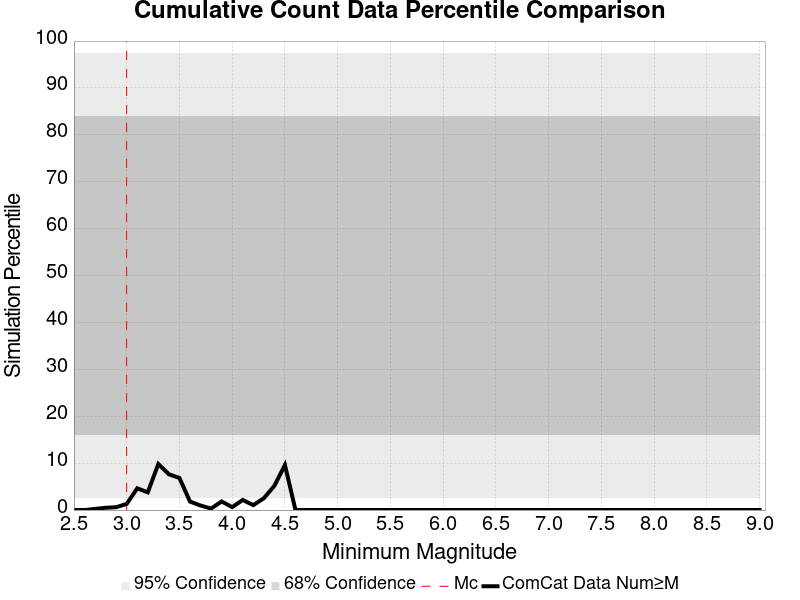 Cumulative Count Data Percentile Comparison
100
90
80
70
60
50
40
30
20
10
0
Simulation Percentile
2.5 3.0 3.5 4.0 4.5 5.0 5.5 6.0 6.5 7.0 7.5 8.0 8.5 9.0
Minimum Magnitude
95% Confidence 68% Confidence Mc ComCat Data Num≥M